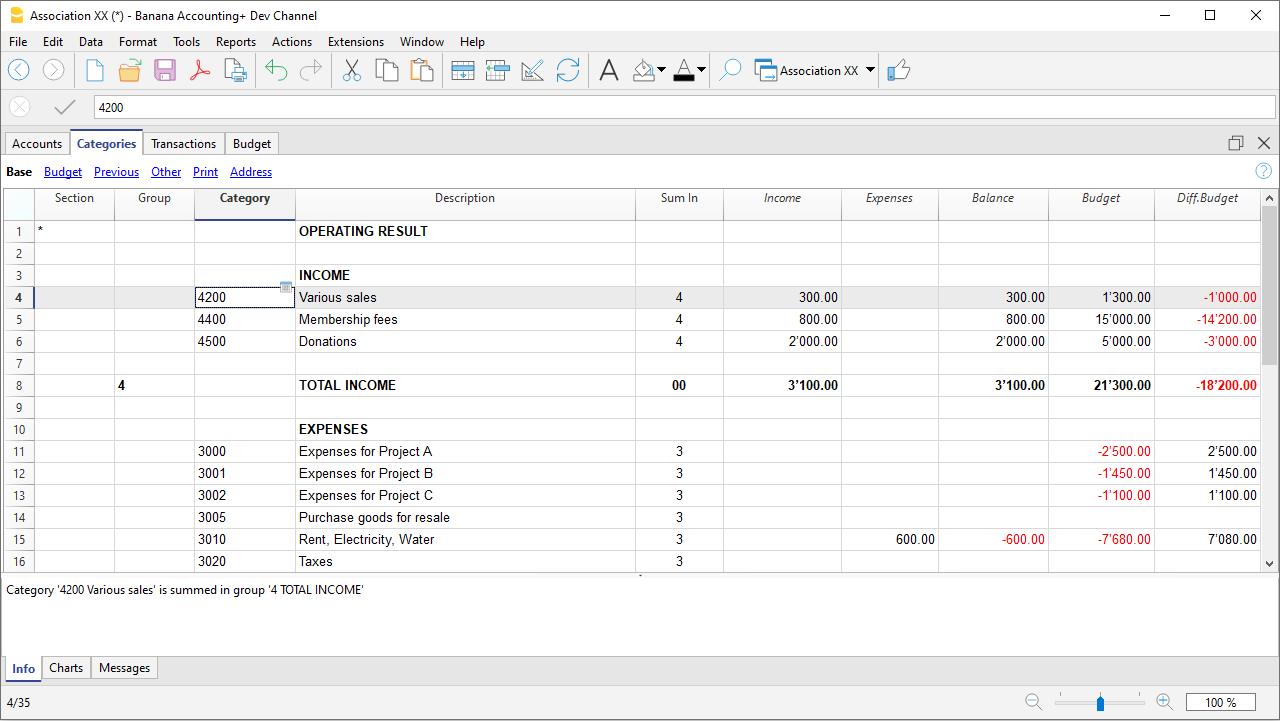 Association XX (*) - Banana Accounting+ Dev Channel
File Edit Data Format Tools Reports Actions Extensions Window Help
Association XX
4200
Accounts Categories Transactions Budget
Base Budget Previous Other Print Address
Section Group Category Description Sum In Income Expenses Balance Budget Diff.Budget
1 * OPERATING RESULT
2
3 INCOME
4 4200 Various sales 4 300.00 300.00 1'300.00 -1'000.00
5 4400 Membership fees 4 800.00 800.00 15'000.00 -14'200.00
6 4500 Donations 4 2'000.00 2'000.00 5'000.00 -3'000.00
7
8 4 TOTAL INCOME 00 3'100.00 3'100.00 21'300.00 -18'200.00
9
10 EXPENSES
11 3000 Expenses for Project A 3 -2'500.00 2'500.00
12 3001 Expenses for Project B 3 -1'450.00 1'450.00
13 3002 Expenses for Project C 3 -1'100.00 1'100.00
14 3005 Purchase goods for resale 3
15 3010 Rent, Electricity, Water 3 600.00 -600.00 -7'680.00 7'080.00
16 3020 Taxes 3
Category '4200 Various sales' is summed in group '4 TOTAL INCOME'
Info Charts Messages
4/35 100 %